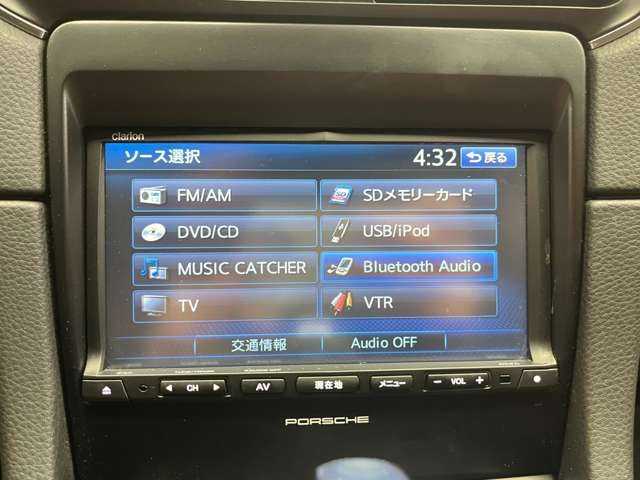 clarion
ソース選択 4:32 戻る
FM/AM SDメモリーカード
DVD/CD USB/iPod
MUSIC CATCHER Bluetooth Audio
TV VTR
交通情報 Audio OFF
CH AV 現在地 メニュー − VOL +
PORSCHE